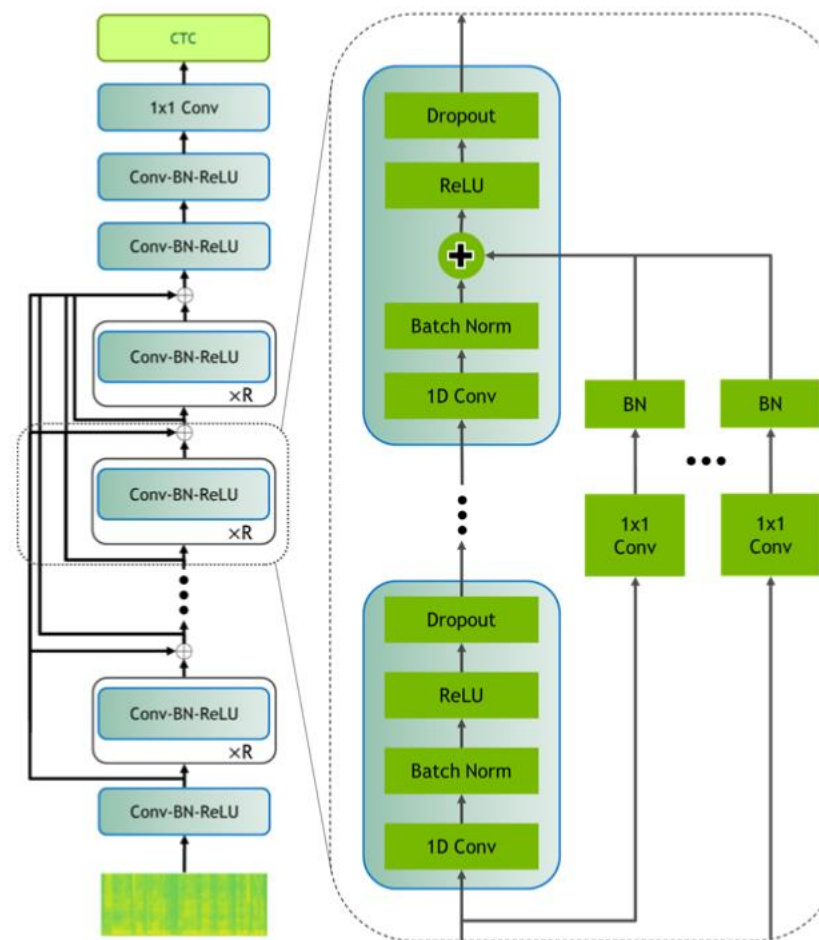 CTC
1x1 Conv
Conv-BN-ReLU
Conv-BN-ReLU
Conv-BN-ReLU
×R
Conv-BN-ReLU
×R
Conv-BN-ReLU
×R
Conv-BN-ReLU
Dropout
ReLU
+
Batch Norm
1D Conv
Dropout
ReLU
Batch Norm
1D Conv
BN
1x1
Conv
BN
1x1
Conv